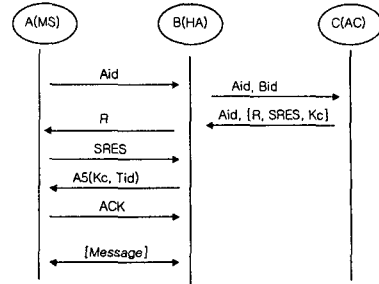 A(MS)
B(HA)
C(AC)
Aid
Aid, Bid
Aid, {R, SRES, Kc}
R
SRES
A5(Kc, Tid)
ACK
{Message}